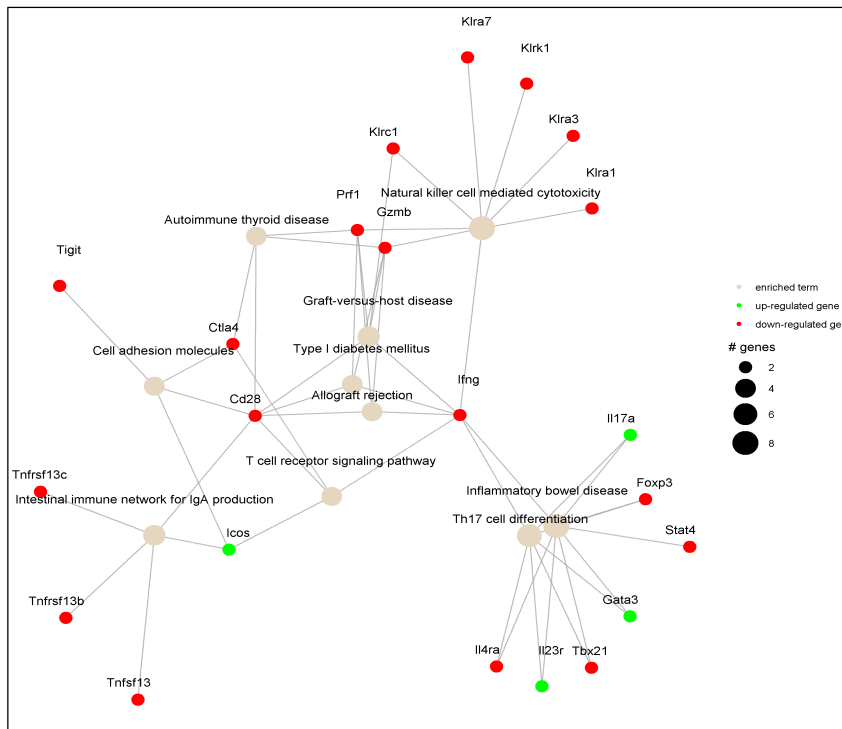 Klra7
Klrk1
Klra3
Klrc1
Klra1
Natural killer cell mediated cytotoxicity
Prf1
Gzmb
Autoimmune thyroid disease
Tigit
enriched term
Graft-versus-host disease
up-regulated gene
Ctla4
down-regulated ge
Cell adhesion molecules
Type I diabetes mellitus
# genes
2
Ifng
4
Cd28
Allograft rejection
6
Il17a
8
T cell receptor signaling pathway
Tnfrsf13c
Inflammatory bowel disease
Foxp3
Intestinal immune network for IgA production
Th17 cell differentiation
Stat4
Icos
Tnfrsf13b
Gata3
Il4ra
Il23r
Tbx21
Tnfsf13